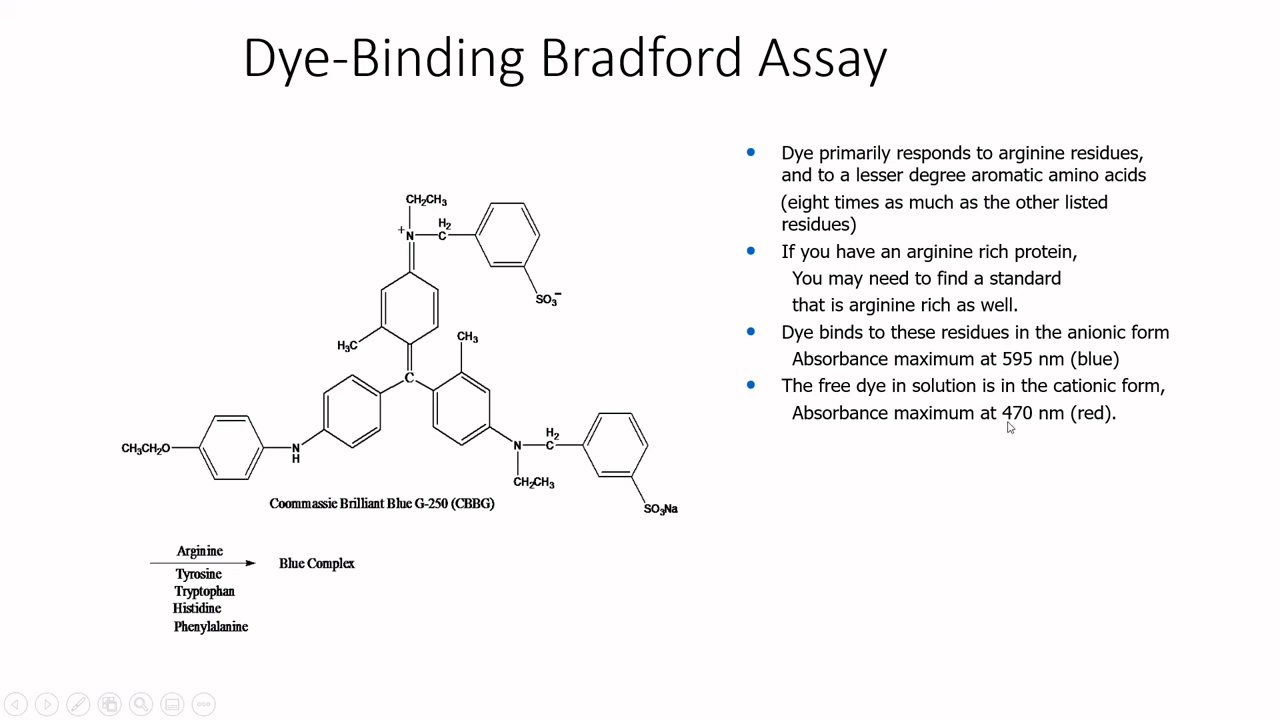 Dye-Binding Bradford Assay
Dye primarily responds to arginine residues,
and to a lesser degree aromatic amino acids
(eight times as much as the other listed
residues)
If you have an arginine rich protein,
You may need to find a standard
that is arginine rich as well.
Dye binds to these residues in the anionic form
Absorbance maximum at 595 nm (blue)
The free dye in solution is in the cationic form,
Absorbance maximum at 470 nm (red).
CH₂CH₃
+N
H₂
C
SO₃⁻
H₃C
CH₃
C
CH₃CH₂O
N
H
N
H₂
C
CH₂CH₃
SO₃Na
Coommassie Brilliant Blue G-250 (CBBG)
Arginine
Blue Complex
Tyrosine
Tryptophan
Histidine
Phenylalanine